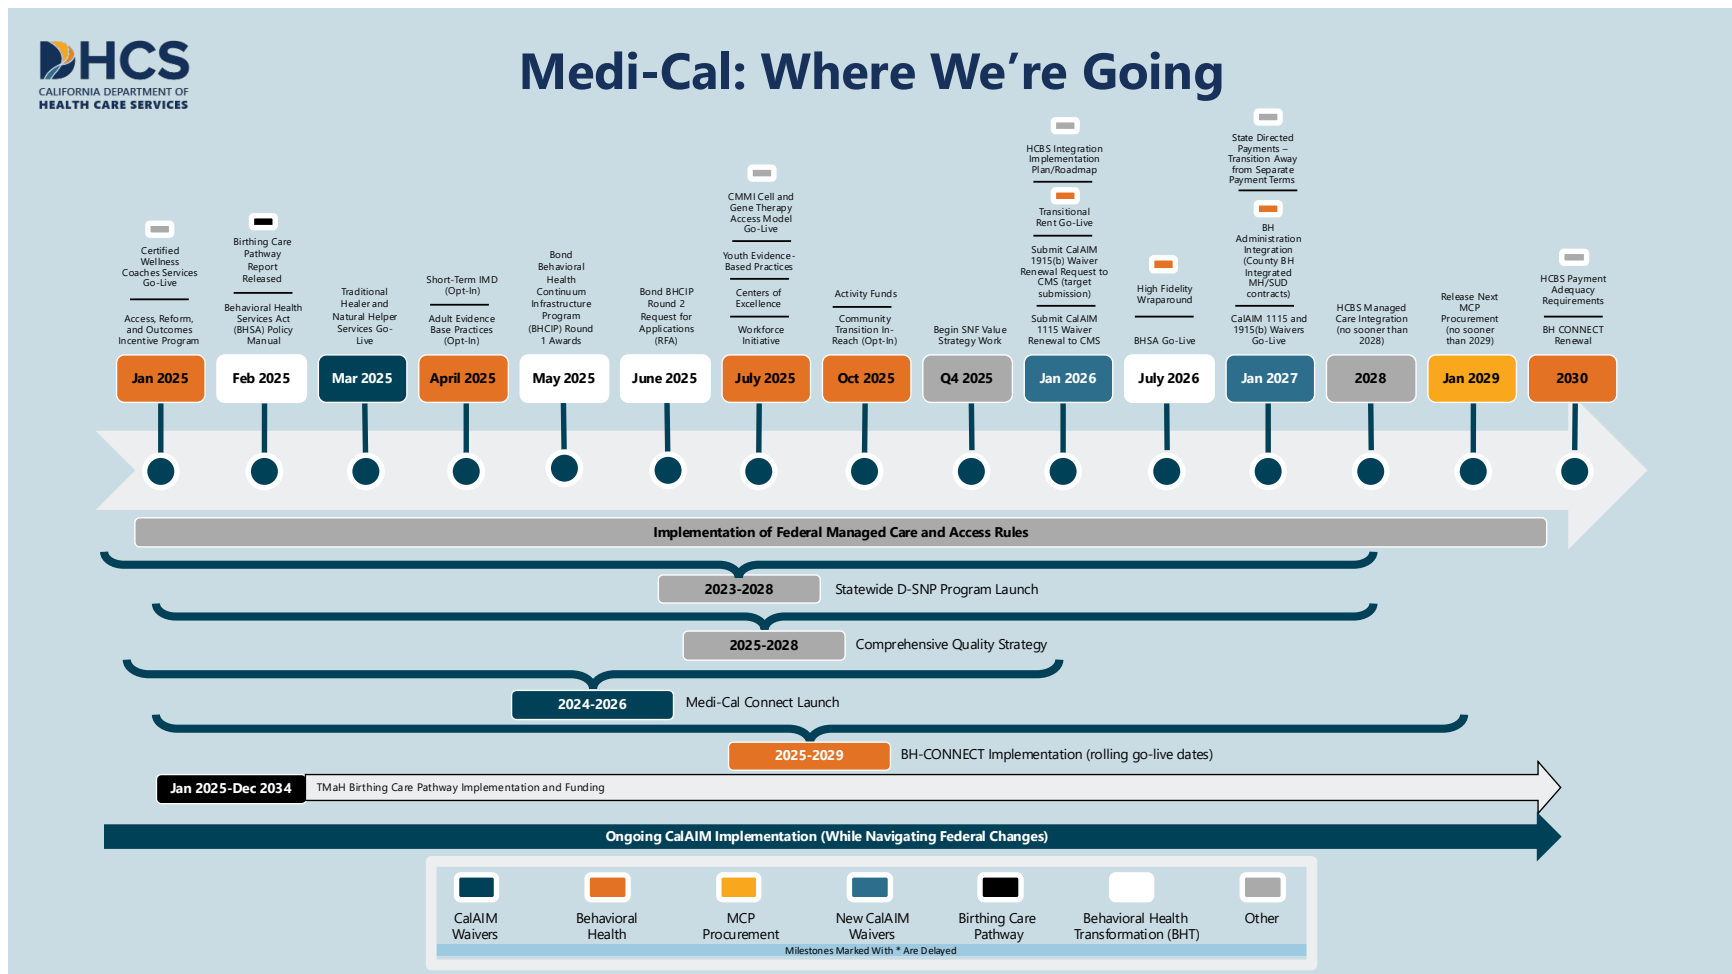 DHCS
CALIFORNIA DEPARTMENT OF
HEALTH CARE SERVICES
Medi-Cal: Where We're Going
Certified
Wellness
Coaches Services
Go-Live
Access, Reform,
and Outcomes
Incentive Program
Jan 2025
Birthing Care
Pathway
Report
Released
Behavioral Health
Services Act
(BHSA) Policy
Manual
Feb 2025
Traditional
Healer and
Natural Helper
Services Go-
Live
Mar 2025
Short-Term IMD
(Opt-In)
Adult Evidence
Base Practices
(Opt-In)
April 2025
Bond
Behavioral
Health
Continuum
Infrastructure
Program
(BHCIP) Round
1 Awards
May 2025
Bond BHCIP
Round 2
Request for
Applications
(RFA)
June 2025
CMMI Cell and
Gene Therapy
Access Model
Go-Live
Youth Evidence-
Based Practices
Centers of
Excellence
Workforce
Initiative
July 2025
Activity Funds
Community
Transition In-
Reach (Opt-In)
Oct 2025
Begin SNF Value
Strategy Work
Q4 2025
HCBS Integration
Implementation
Plan/Roadmap
Transitional
Rent Go-Live
Submit CalAIM
1915(b) Waiver
Renewal Request to
CMS (target
submission)
Submit CalAIM
1115 Waiver
Renewal to CMS
Jan 2026
High Fidelity
Wraparound
BHSA Go-Live
July 2026
State Directed
Payments –
Transition Away
from Separate
Payment Terms
BH
Administration
Integration
(County BH
Integrated
MH/SUD
contracts)
CalAIM 1115 and
1915(b) Waivers
Go-Live
Jan 2027
HCBS Managed
Care Integration
(no sooner than
2028)
2028
Release Next
MCP
Procurement
(no sooner
than 2029)
Jan 2029
HCBS Payment
Adequacy
Requirements
BH CONNECT
Renewal
2030
Implementation of Federal Managed Care and Access Rules
2023-2028 Statewide D-SNP Program Launch
2025-2028 Comprehensive Quality Strategy
2024-2026 Medi-Cal Connect Launch
2025-2029 BH-CONNECT Implementation (rolling go-live dates)
Jan 2025-Dec 2034 TMaH Birthing Care Pathway Implementation and Funding
Ongoing CalAIM Implementation (While Navigating Federal Changes)
CalAIM
Waivers
Behavioral
Health
MCP
Procurement
New CalAIM
Waivers
Birthing Care
Pathway
Behavioral Health
Transformation (BHT)
Other
Milestones Marked With * Are Delayed